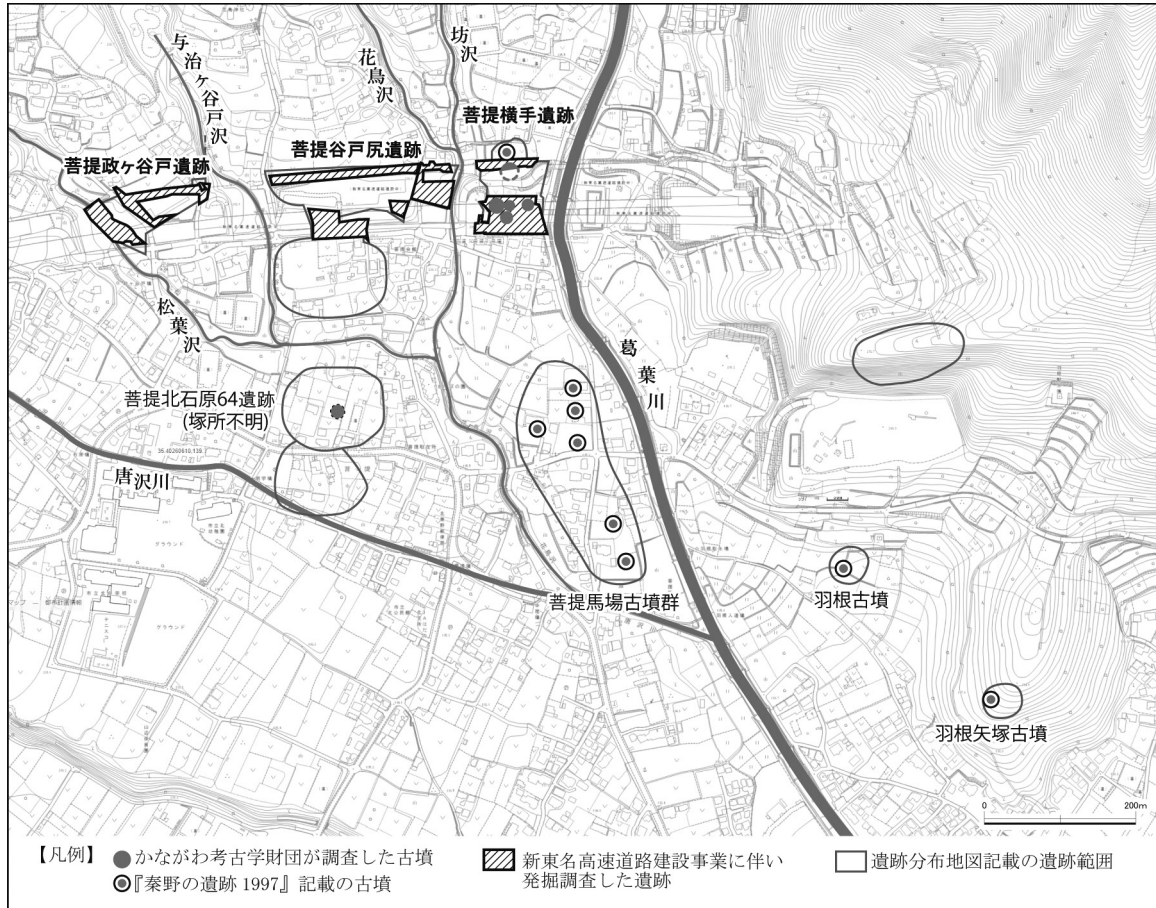 与治ヶ谷戸沢
花鳥沢
坊沢
菩提横手遺跡
菩提政ヶ谷戸遺跡
菩提谷戸尻遺跡
松葉沢
葛葉川
菩提北石原64遺跡
(塚所不明)
唐沢川
菩提馬場古墳群
羽根古墳
羽根矢塚古墳
0 200m
【凡例】
かながわ考古学財団が調査した古墳
『秦野の遺跡 1997』記載の古墳
新東名高速道路建設事業に伴い
発掘調査した遺跡
遺跡分布地図記載の遺跡範囲